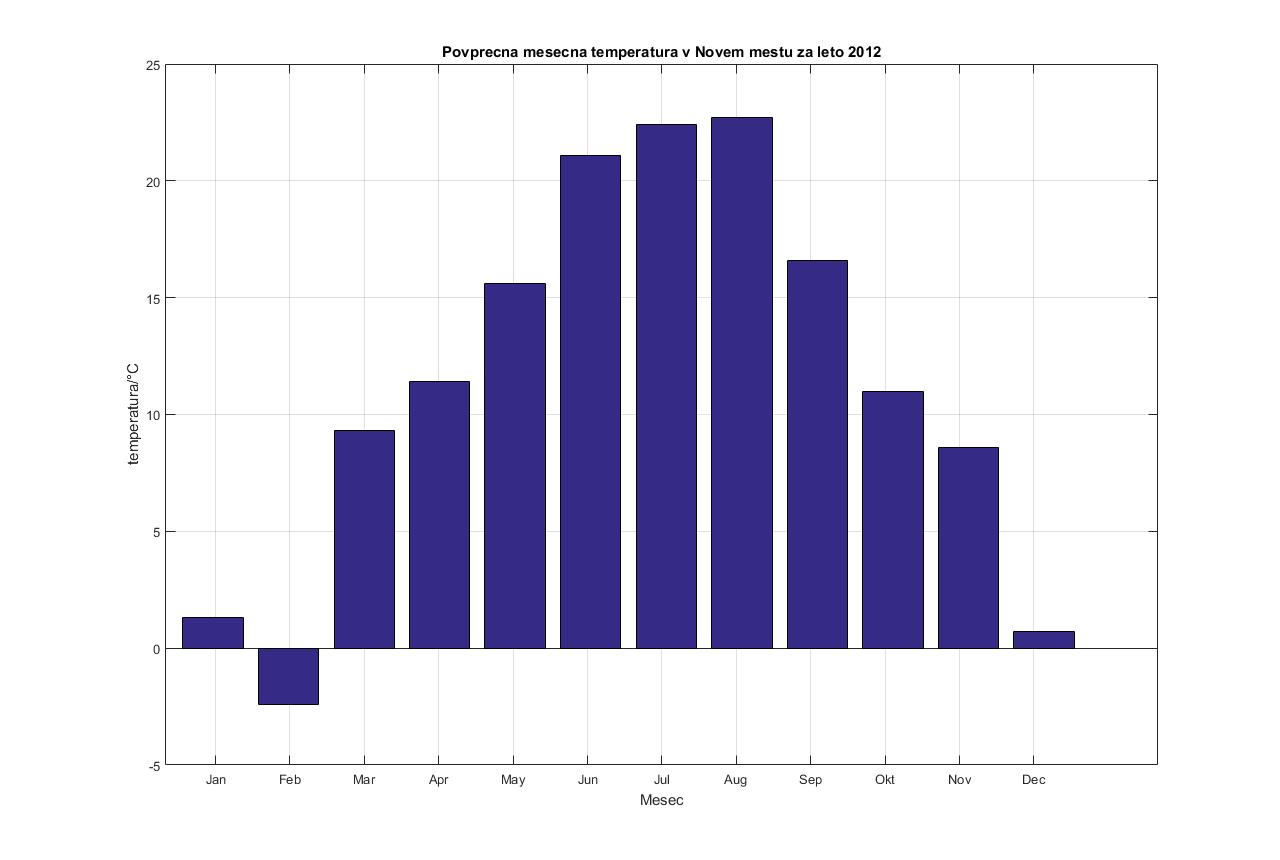 Povprecna mesecna temperatura v Novem mestu za leto 2012
25
20
15
10
5
0
-5
temperatura/°C
Jan Feb Mar Apr May Jun Jul Aug Sep Okt Nov Dec
Mesec